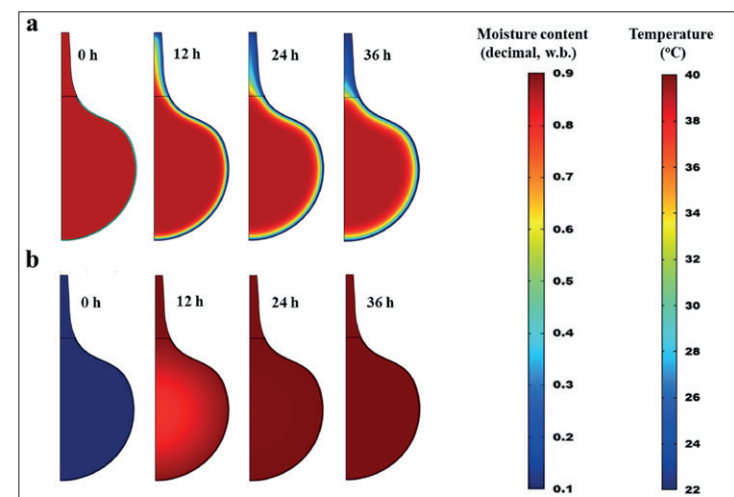 a
0 h
12 h
24 h
36 h
b
0 h
12 h
24 h
36 h
Moisture content
(decimal, w.b.)
0.9
0.8
0.7
0.6
0.5
0.4
0.3
0.2
0.1
Temperature
(ºC)
40
38
36
34
32
30
28
26
24
22